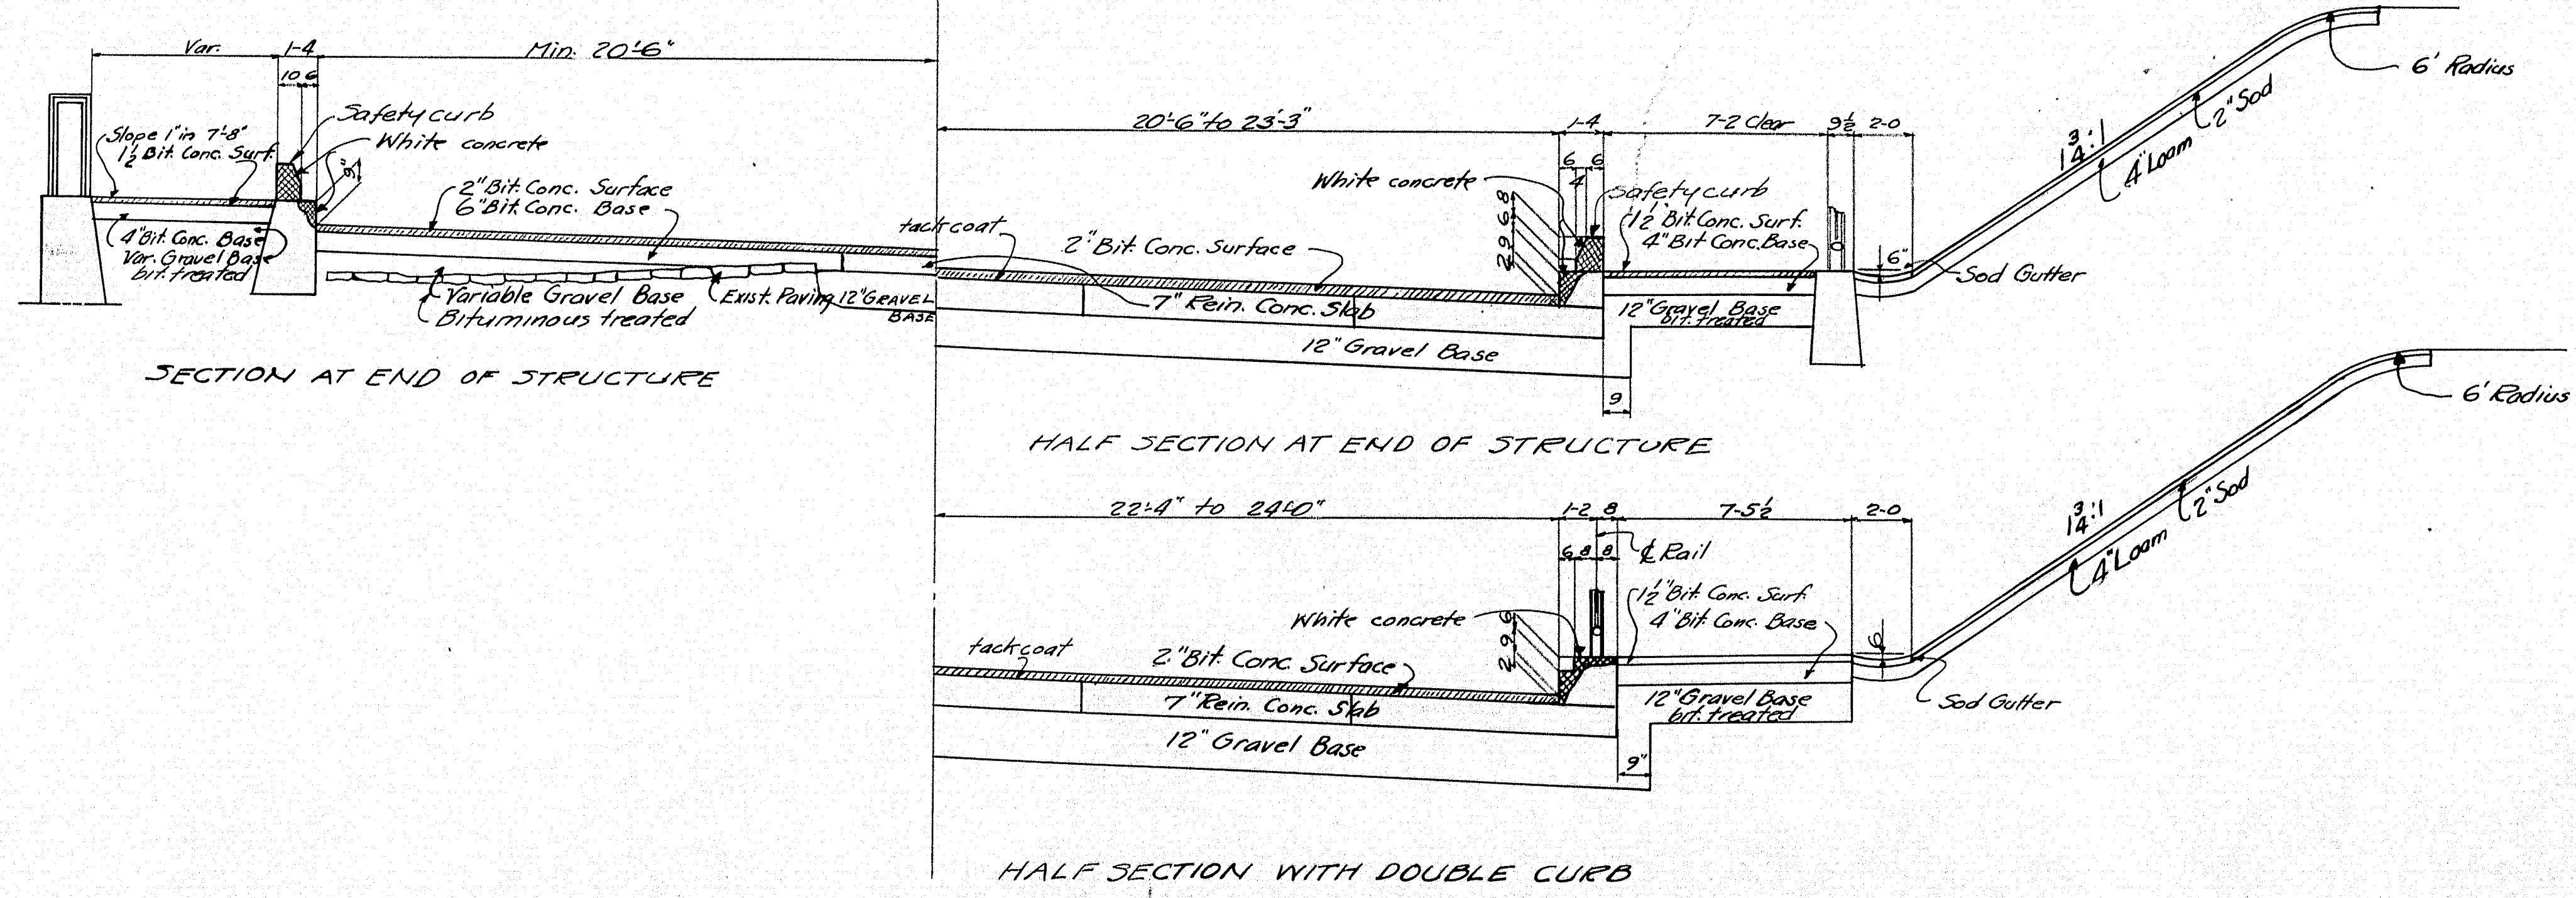 Var.
1-4
Min. 20'-6"
10 6
Safety curb
White concrete
Slope 1" in 7'-8"
1½ Bit. Conc. Surf.
9"
2" Bit. Conc. Surface
6" Bit. Conc. Base
4" Bit. Conc. Base
Var. Gravel Base
bit. treated
Variable Gravel Base
Bituminous treated
Exist. Paving
12" GRAVEL
BASE
SECTION AT END OF STRUCTURE
20'-6" to 23'-3"
1-4
7-2 Clear
9½
2-0
6 6
4
White concrete
Safety curb
1½" Bit. Conc. Surf.
4" Bit Conc. Base
2 9 6 8
tack coat
2" Bit. Conc. Surface
7" Rein. Conc. Slab
12" Gravel Base
12" Gravel Base
bit. treated
9
6"
Sod Gutter
1¾:1
4" Loam
2" Sod
6' Radius
HALF SECTION AT END OF STRUCTURE
22'-4" to 24'-0"
1-2
8
7-5½
2-0
6 8 8
℄ Rail
White concrete
1½" Bit. Conc. Surf.
4" Bit. Conc. Base
2 9 6
tack coat
2" Bit. Conc. Surface
7" Rein. Conc. Slab
12" Gravel Base
12" Gravel Base
bit. treated
9"
6
Sod Gutter
1¾:1
4" Loam
2" Sod
6' Radius
HALF SECTION WITH DOUBLE CURB